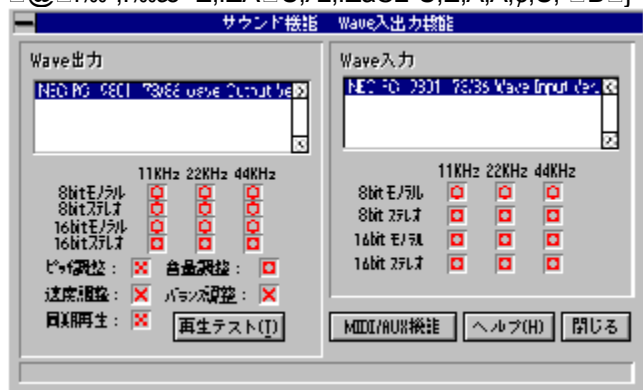 サウンド機能 Wave入出力機能
Wave出力
NEC PC-9801-73/86 Wave Output
11KHz 22KHz 44KHz
8bitモノラル
8bitステレオ
16bitモノラル
16bitステレオ
ピッチ調整：
音量調整：
速度調整：
バランス調整：
同期再生：
再生テスト(T)
Wave入力
NEC PC-9801-73/86 Wave Input
11KHz 22KHz 44KHz
8bit モノラル
8bit ステレオ
16bit モノラル
16bit ステレオ
MIDI/AUX機能
ヘルプ(H)
閉じる